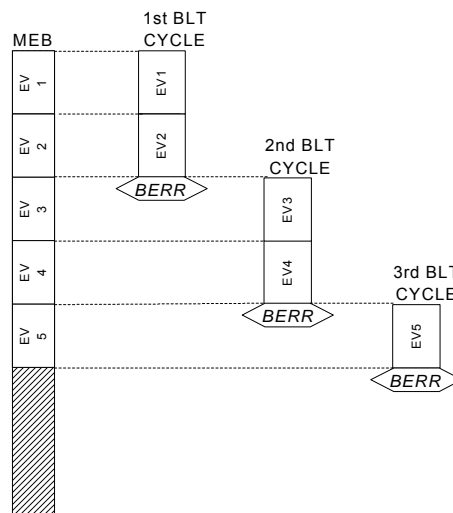 1st BLT
CYCLE
MEB
EV 1
EV1
EV 2
EV2
2nd BLT
CYCLE
BERR
EV 3
EV3
EV 4
EV4
3rd BLT
CYCLE
BERR
EV 5
EV5
BERR